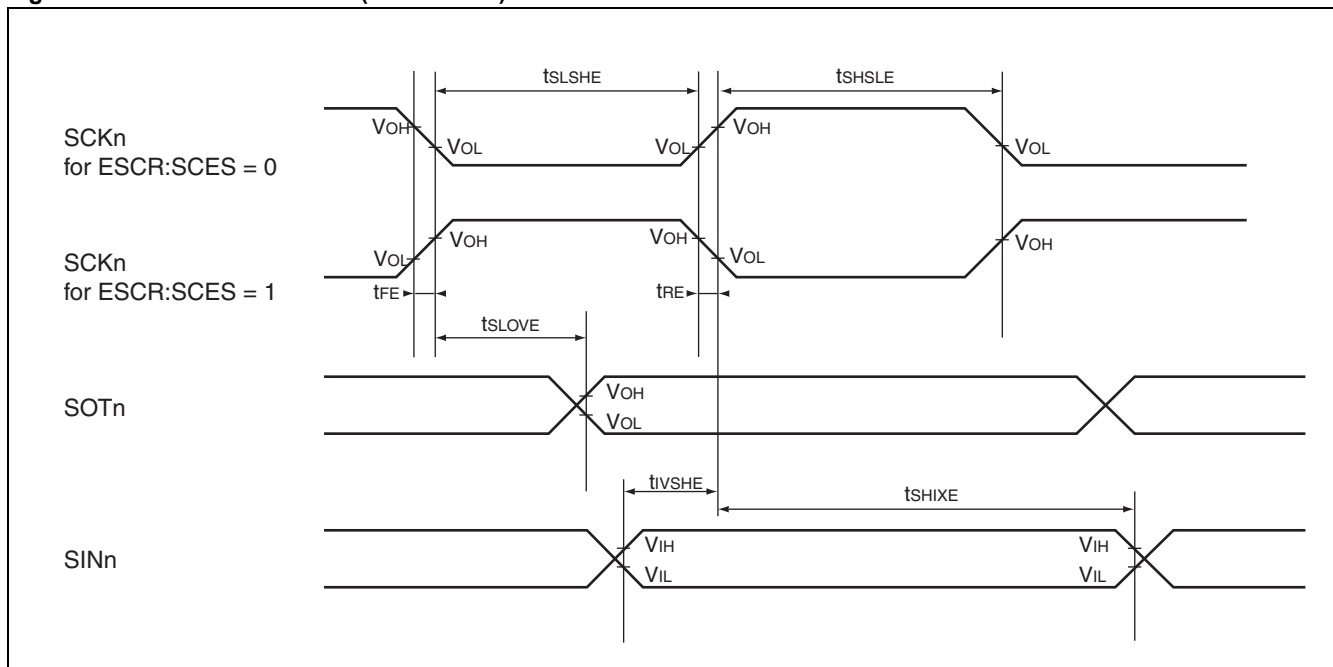 tSLSHE
tSHSLE
SCKn
for ESCR:SCES = 0
VOH
VOL
VOL
VOH
VOL
SCKn
for ESCR:SCES = 1
VOL
VOH
VOH
VOL
VOH
tFE
tRE
tSLOVE
SOTn
VOH
VOL
tIVSHE
tSHIXE
SINn
VIH
VIL
VIH
VIL